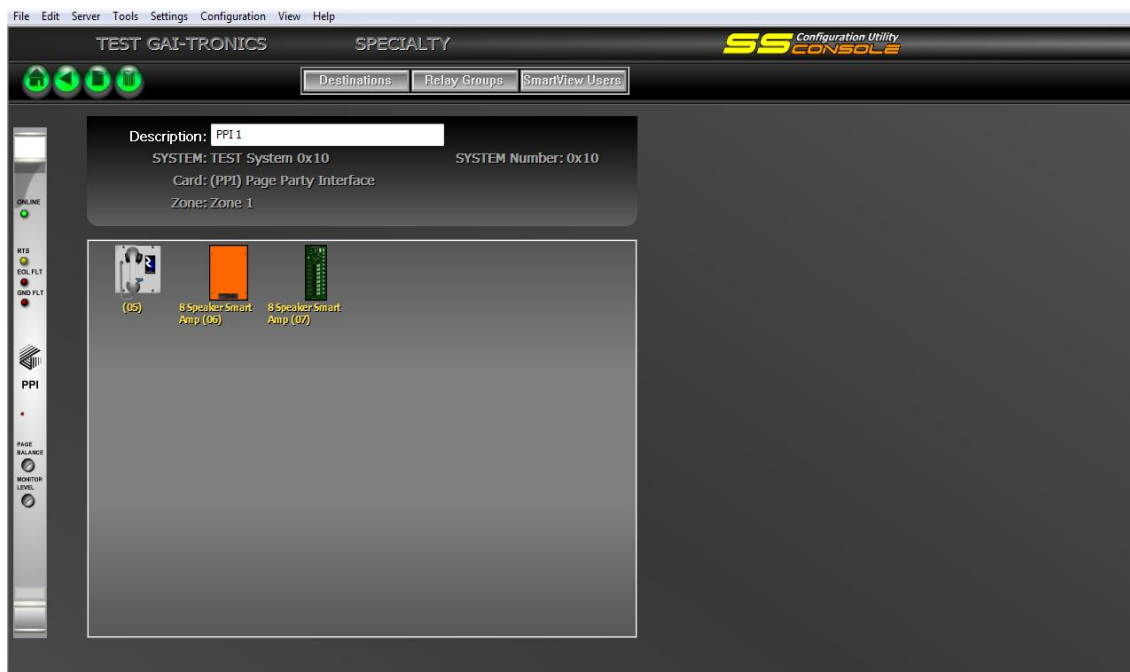 File Edit Server Tools Settings Configuration View Help
TEST GAI-TRONICS SPECIALTY
SS Configuration Utility
CONSOLE
Destinations Relay Groups SmartView Users
Description: PPI 1
SYSTEM: TEST System 0x10 SYSTEM Number: 0x10
Card: (PPI) Page Party Interface
Zone: Zone 1
ONLINE
RTS
EOL FLT
GND FLT
PPI
PAGE
BALANCE
MONITOR
LEVEL
(05)
8 Speaker Smart
Amp (06)
8 Speaker Smart
Amp (07)